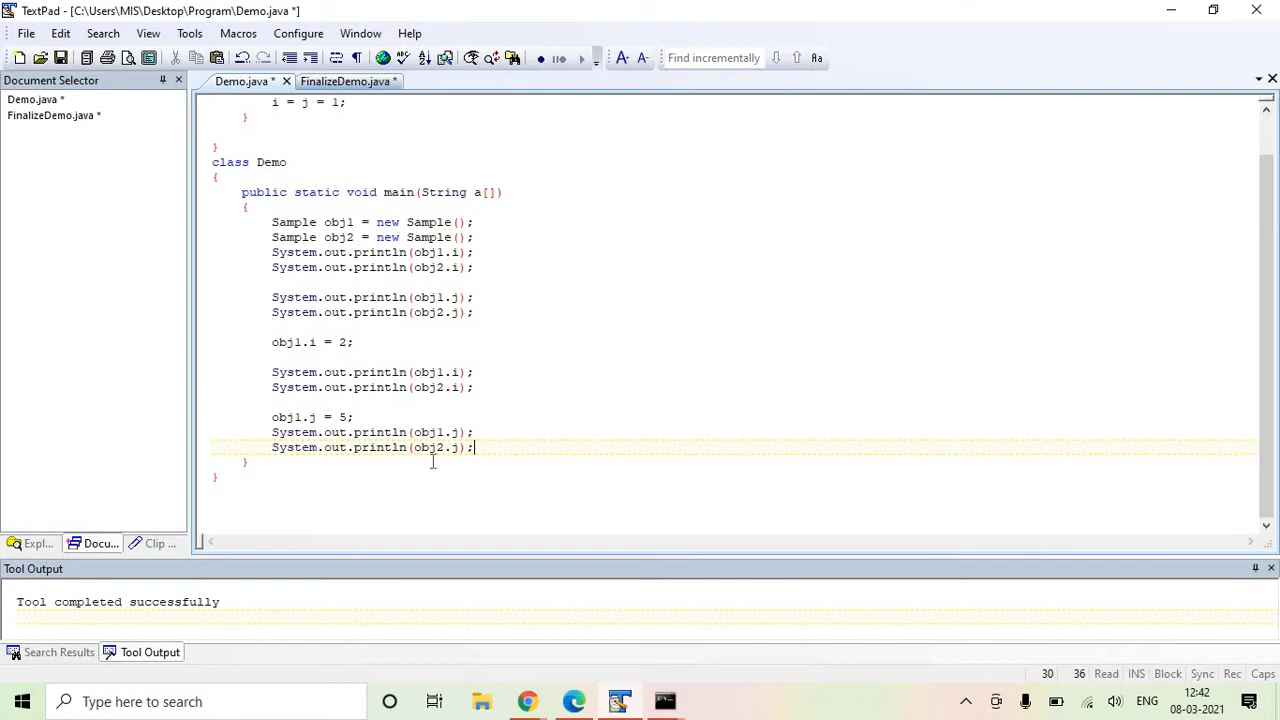 TextPad - [C:\Users\MIS\Desktop\Program\Demo.java *]
File Edit Search View Tools Macros Configure Window Help
Find incrementally Aa
Document Selector
Demo.java * FinalizeDemo.java *
Demo.java *
FinalizeDemo.java *
i = j = 1;
}
}
class Demo
{
public static void main(String a[])
{
Sample obj1 = new Sample();
Sample obj2 = new Sample();
System.out.println(obj1.i);
System.out.println(obj2.i);
System.out.println(obj1.j);
System.out.println(obj2.j);
obj1.i = 2;
System.out.println(obj1.i);
System.out.println(obj2.i);
obj1.j = 5;
System.out.println(obj1.j);
System.out.println(obj2.j);
}
}
Expl... Docu... Clip ...
Tool Output
Tool completed successfully
Search Results Tool Output
30 36 Read INS Block Sync Rec Caps
Type here to search
ENG
12:42
08-03-2021